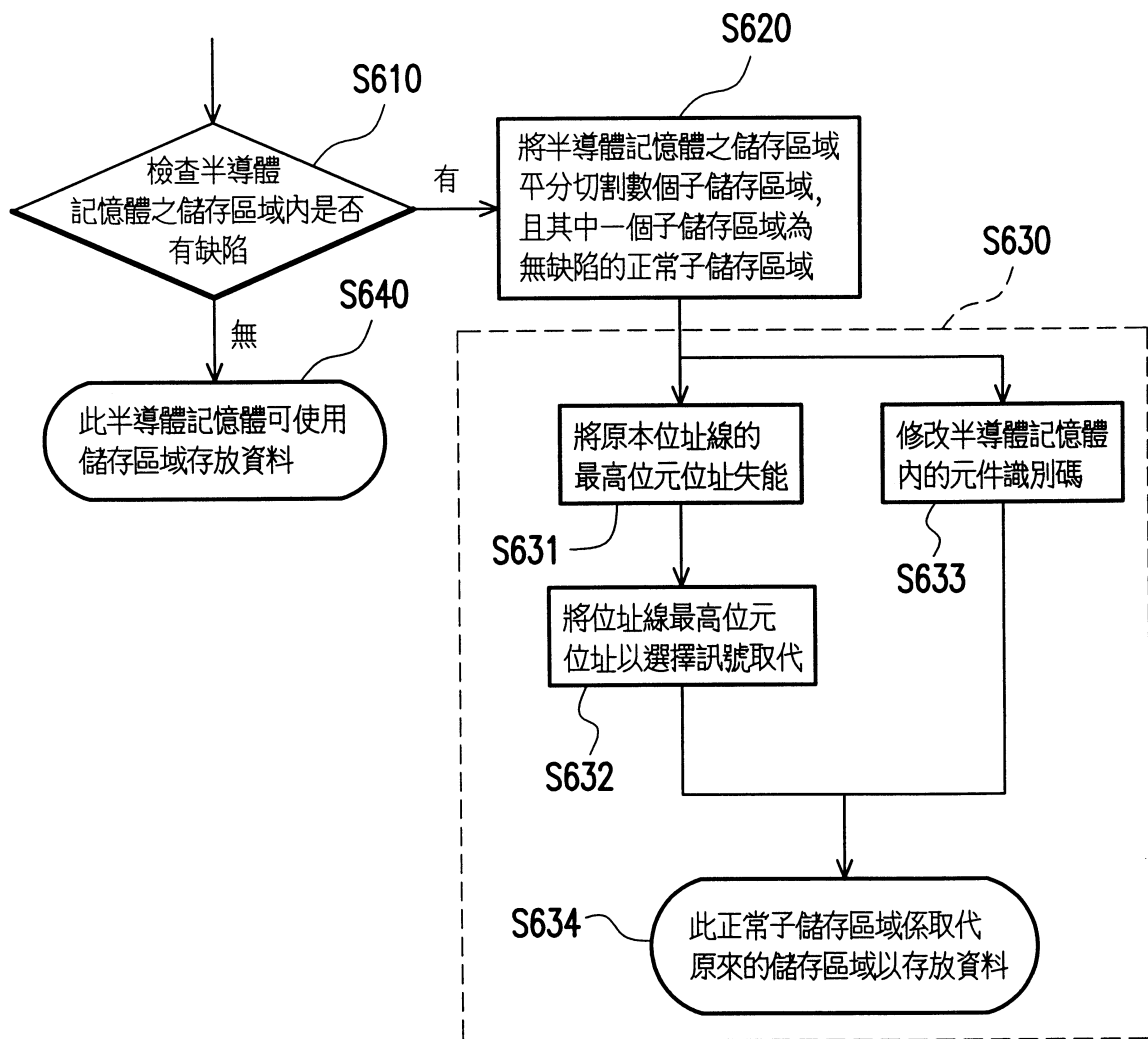 S620
S610
檢查半導體
記憶體之儲存區域內是否
有缺陷
有
將半導體記憶體之儲存區域
平分切割數個子儲存區域,
且其中一個子儲存區域為
無缺陷的正常子儲存區域
S630
S640
無
此半導體記憶體可使用
儲存區域存放資料
將原本位址線的
最高位元位址失能
S631
修改半導體記憶體
內的元件識別碼
S633
將位址線最高位元
位址以選擇訊號取代
S632
S634
此正常子儲存區域係取代
原來的儲存區域以存放資料